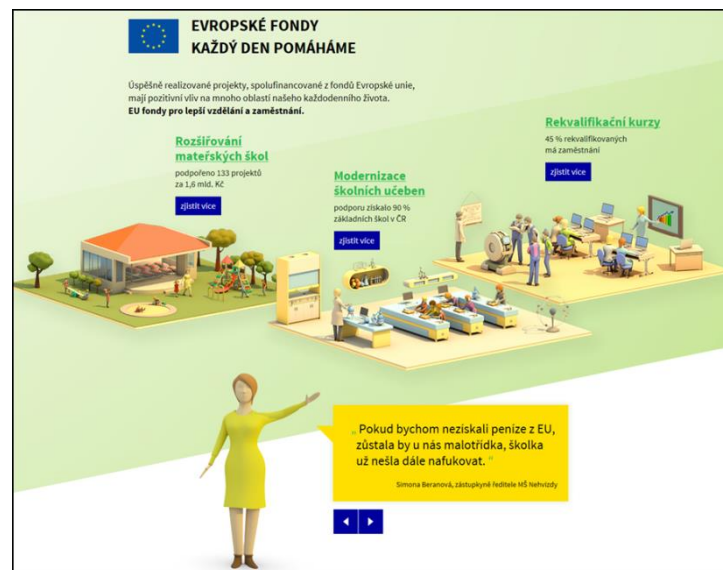 EVROPSKÉ FONDY
KAŽDÝ DEN POMÁHÁME
Úspěšně realizované projekty, spolufinancované z fondů Evropské unie,
mají pozitivní vliv na mnoho oblastí našeho každodenního života.
EU fondy pro lepší vzdělání a zaměstnání.
Rozšiřování
mateřských škol
podpořeno 133 projektů
za 1,6 mld. Kč
zjistit více
Modernizace
školních učeben
podporu získalo 90 %
základních škol v ČR
zjistit více
Rekvalifikační kurzy
45 % rekvalifikovaných
má zaměstnání
zjistit více
„ Pokud bychom nezískali peníze z EU,
zůstala by u nás malotřídka, školka
už nešla dále nafukovat. “
Simona Beranová, zástupkyně ředitele MŠ Nehvizdy